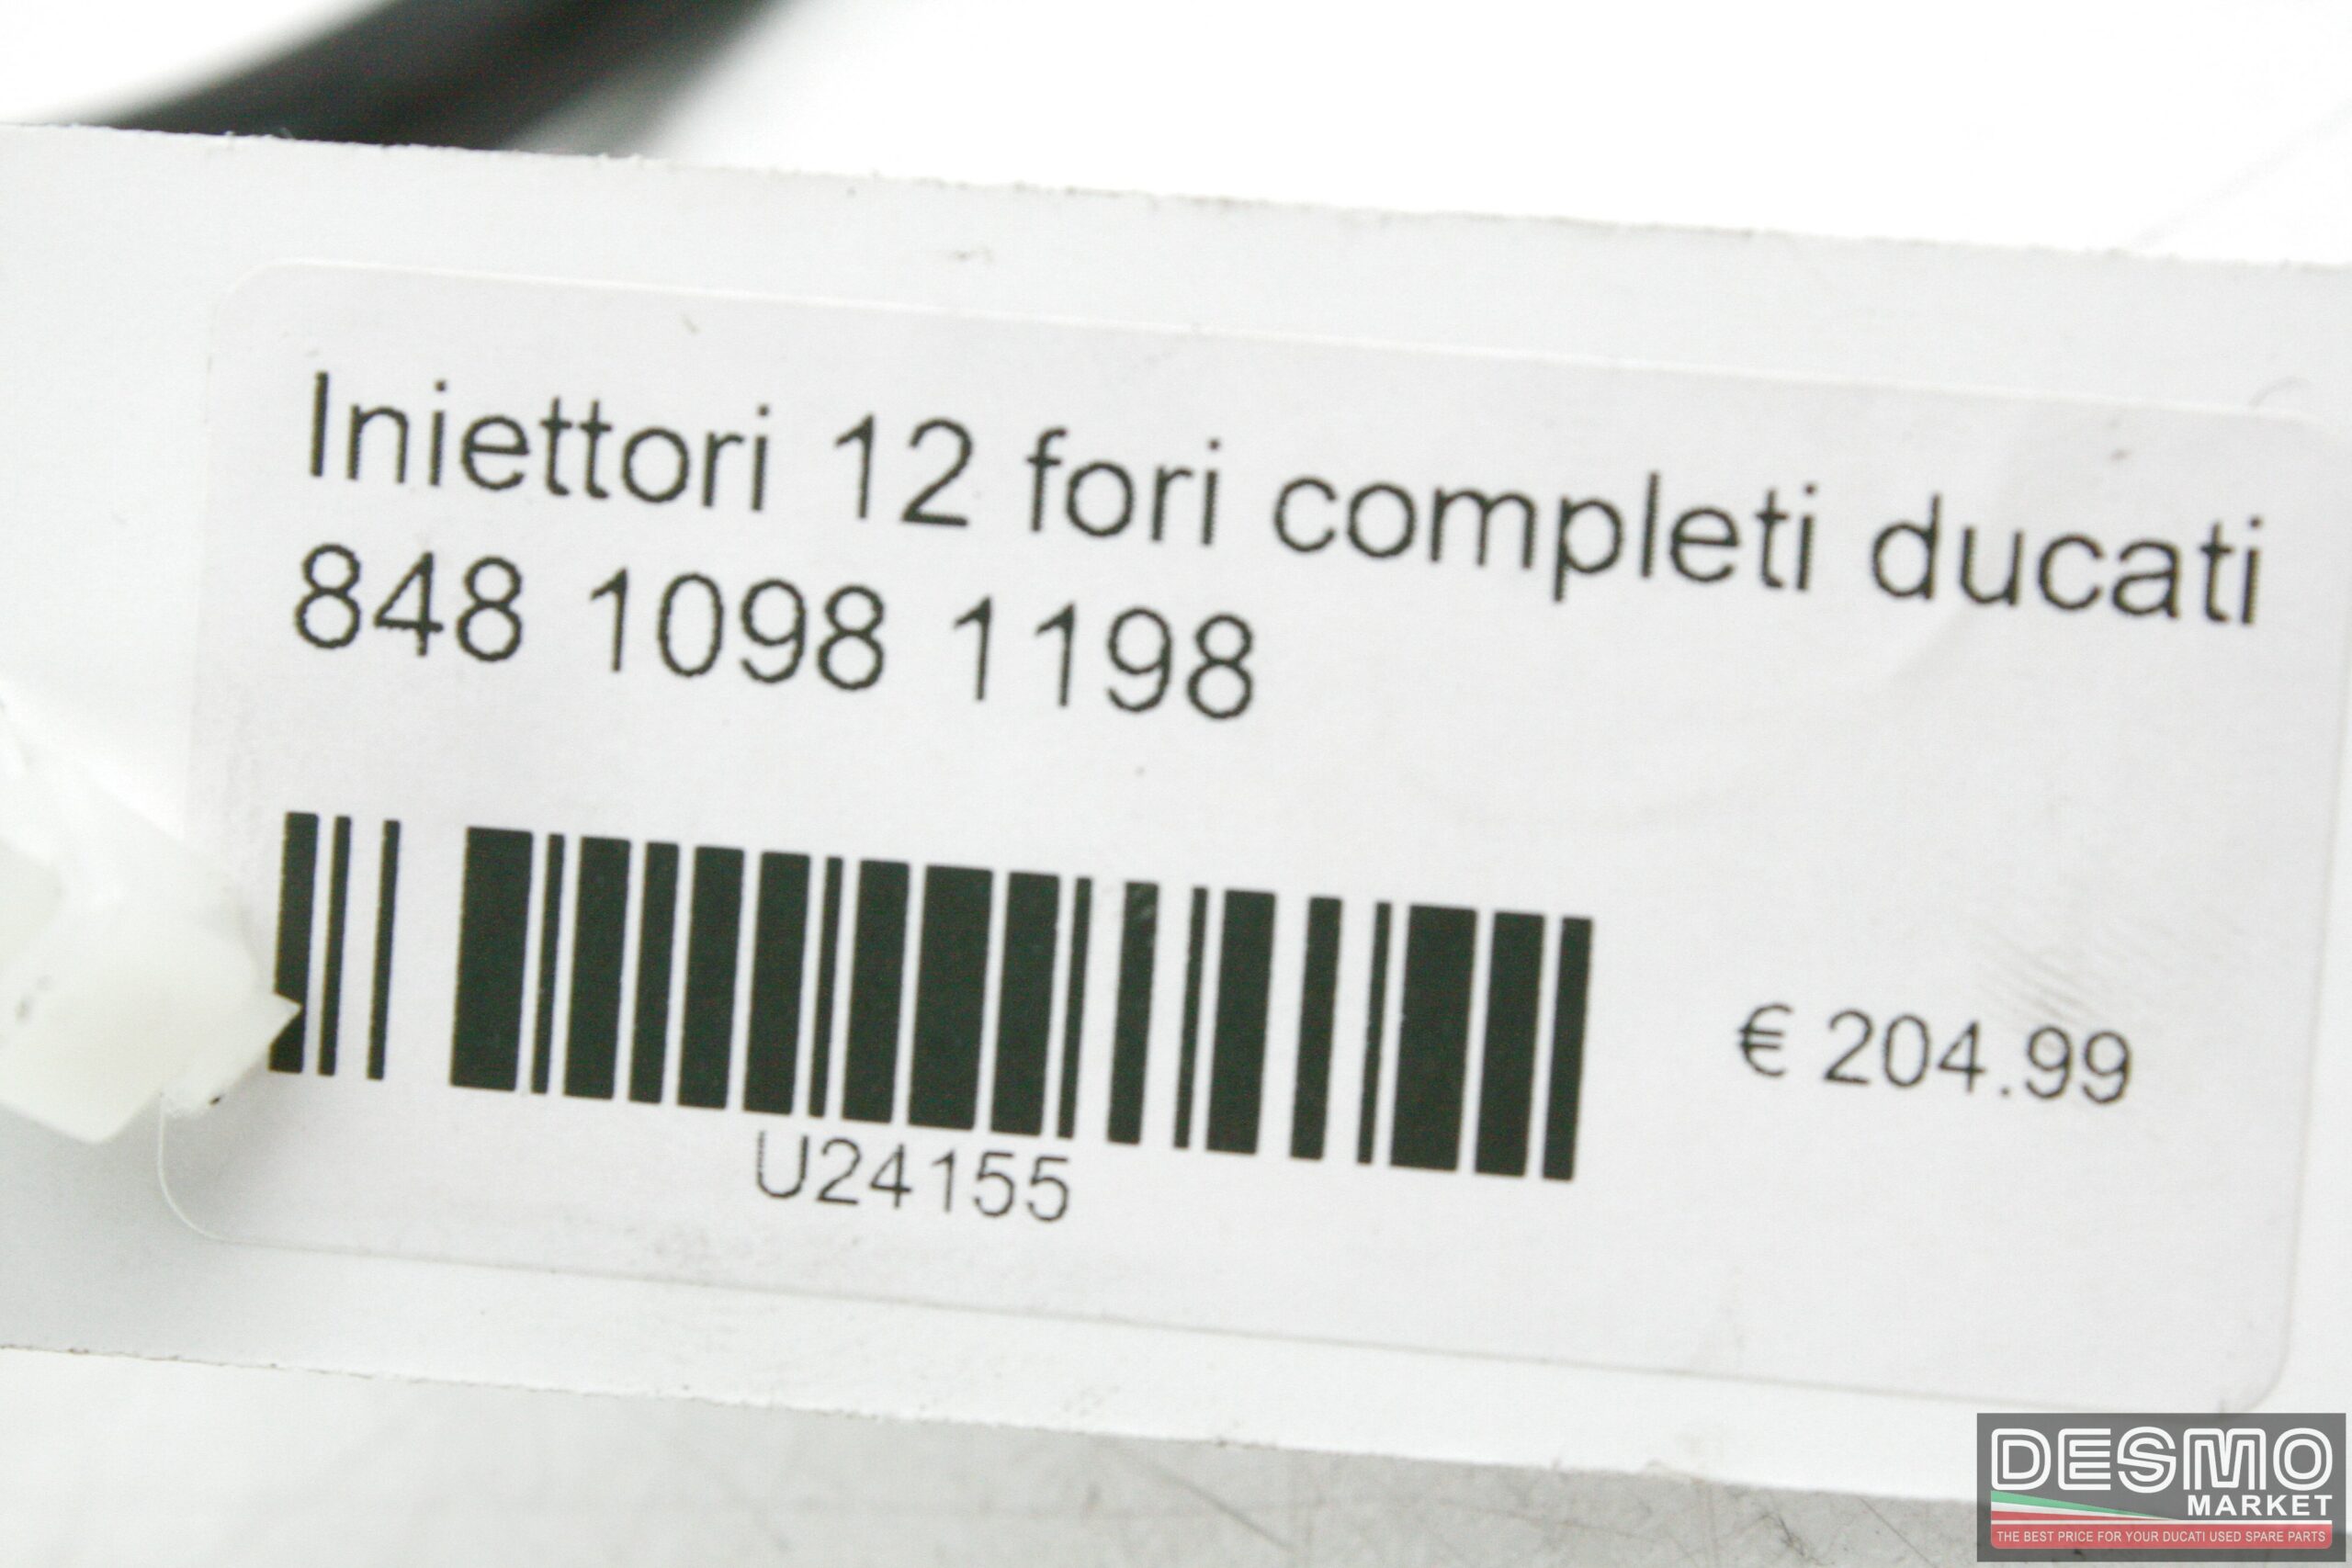 Iniettori 12 fori completi ducati
848 1098 1198
€ 204.99
U24155
DESMO
MARKET
THE BEST PRICE FOR YOUR DUCATI USED SPARE PARTS